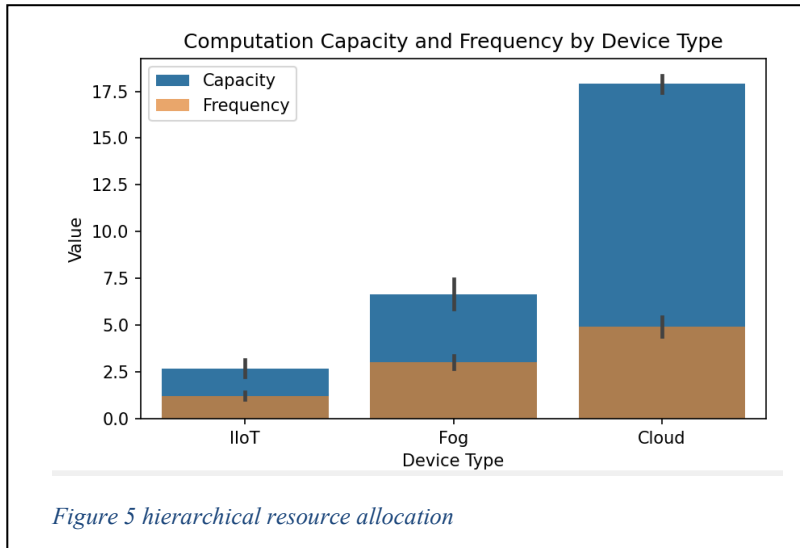 Computation Capacity and Frequency by Device Type
Capacity
Frequency
17.5
15.0
12.5
10.0
7.5
5.0
2.5
0.0
Value
IIoT Fog Cloud
Device Type
Figure 5 hierarchical resource allocation